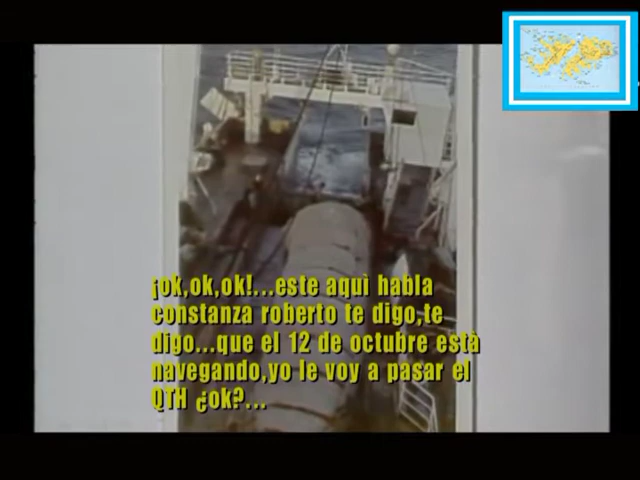 ¡ok,ok,ok!...este aquì habla
constanza roberto te digo,te
digo...que el 12 de octubre està
navegando,yo le voy a pasar el
QTH ¿ok?...